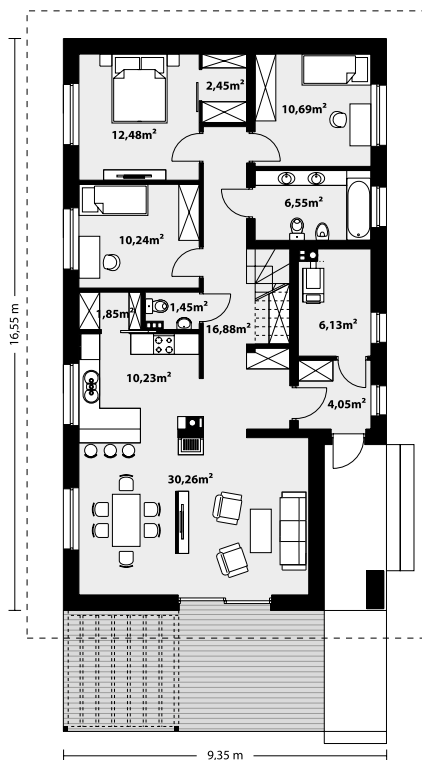 2,45m²
10,69m²
12,48m²
6,55m²
10,24m²
1,85m²
1,45m²
16,88m²
6,13m²
10,23m²
4,05m²
30,26m²
16,55 m
9,35 m